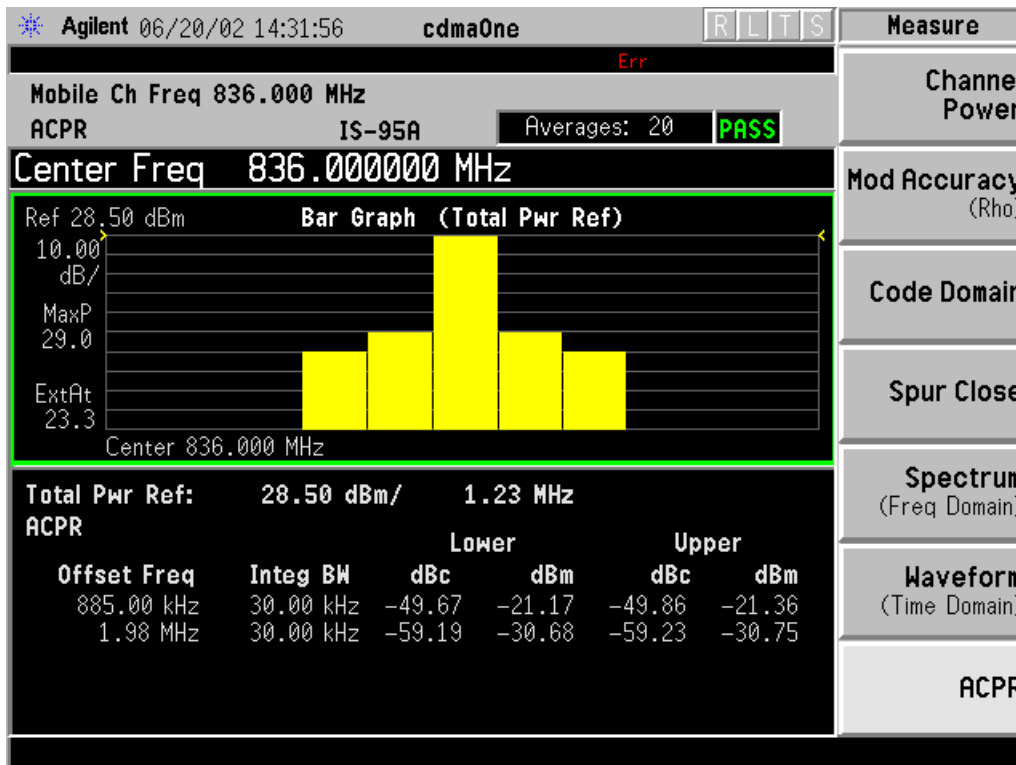 Agilent 06/20/02 14:31:56 cdmaOne R L T S
Err
Mobile Ch Freq 836.000 MHz
ACPR IS-95A Averages: 20 PASS
Center Freq 836.000000 MHz
Ref 28.50 dBm Bar Graph (Total Pwr Ref)
10.00
dB/
MaxP
29.0
ExtAt
23.3
Center 836.000 MHz
Total Pwr Ref: 28.50 dBm/ 1.23 MHz
ACPR
Lower Upper
Offset Freq Integ BW dBc dBm dBc dBm
885.00 kHz 30.00 kHz -49.67 -21.17 -49.86 -21.36
1.98 MHz 30.00 kHz -59.19 -30.68 -59.23 -30.75
Measure
Channel
Power
Mod Accuracy
(Rho)
Code Domain
Spur Close
Spectrum
(Freq Domain)
Waveform
(Time Domain)
ACPR